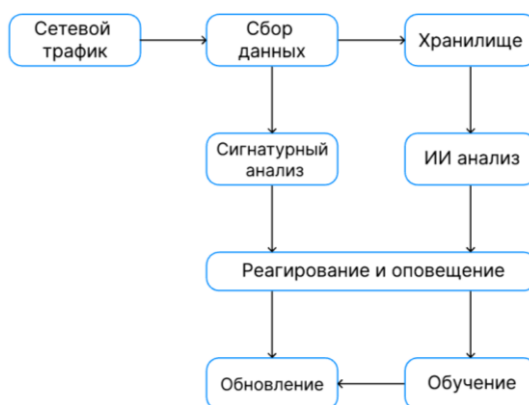 Сетевой
трафик
Сбор
данных
Хранилище
Сигнатурный
анализ
ИИ анализ
Реагирование и оповещение
Обновление
Обучение